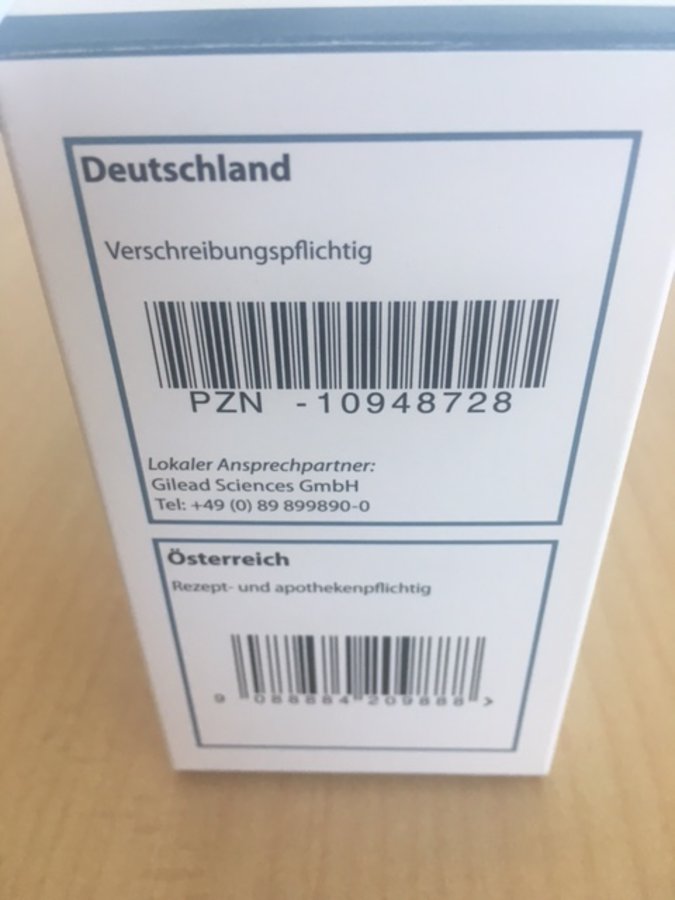 Deutschland
Verschreibungspflichtig
PZN -10948728
Lokaler Ansprechpartner:
Gilead Sciences GmbH
Tel: +49 (0) 89 899890-0
Österreich
Rezept- und apothekenpflichtig